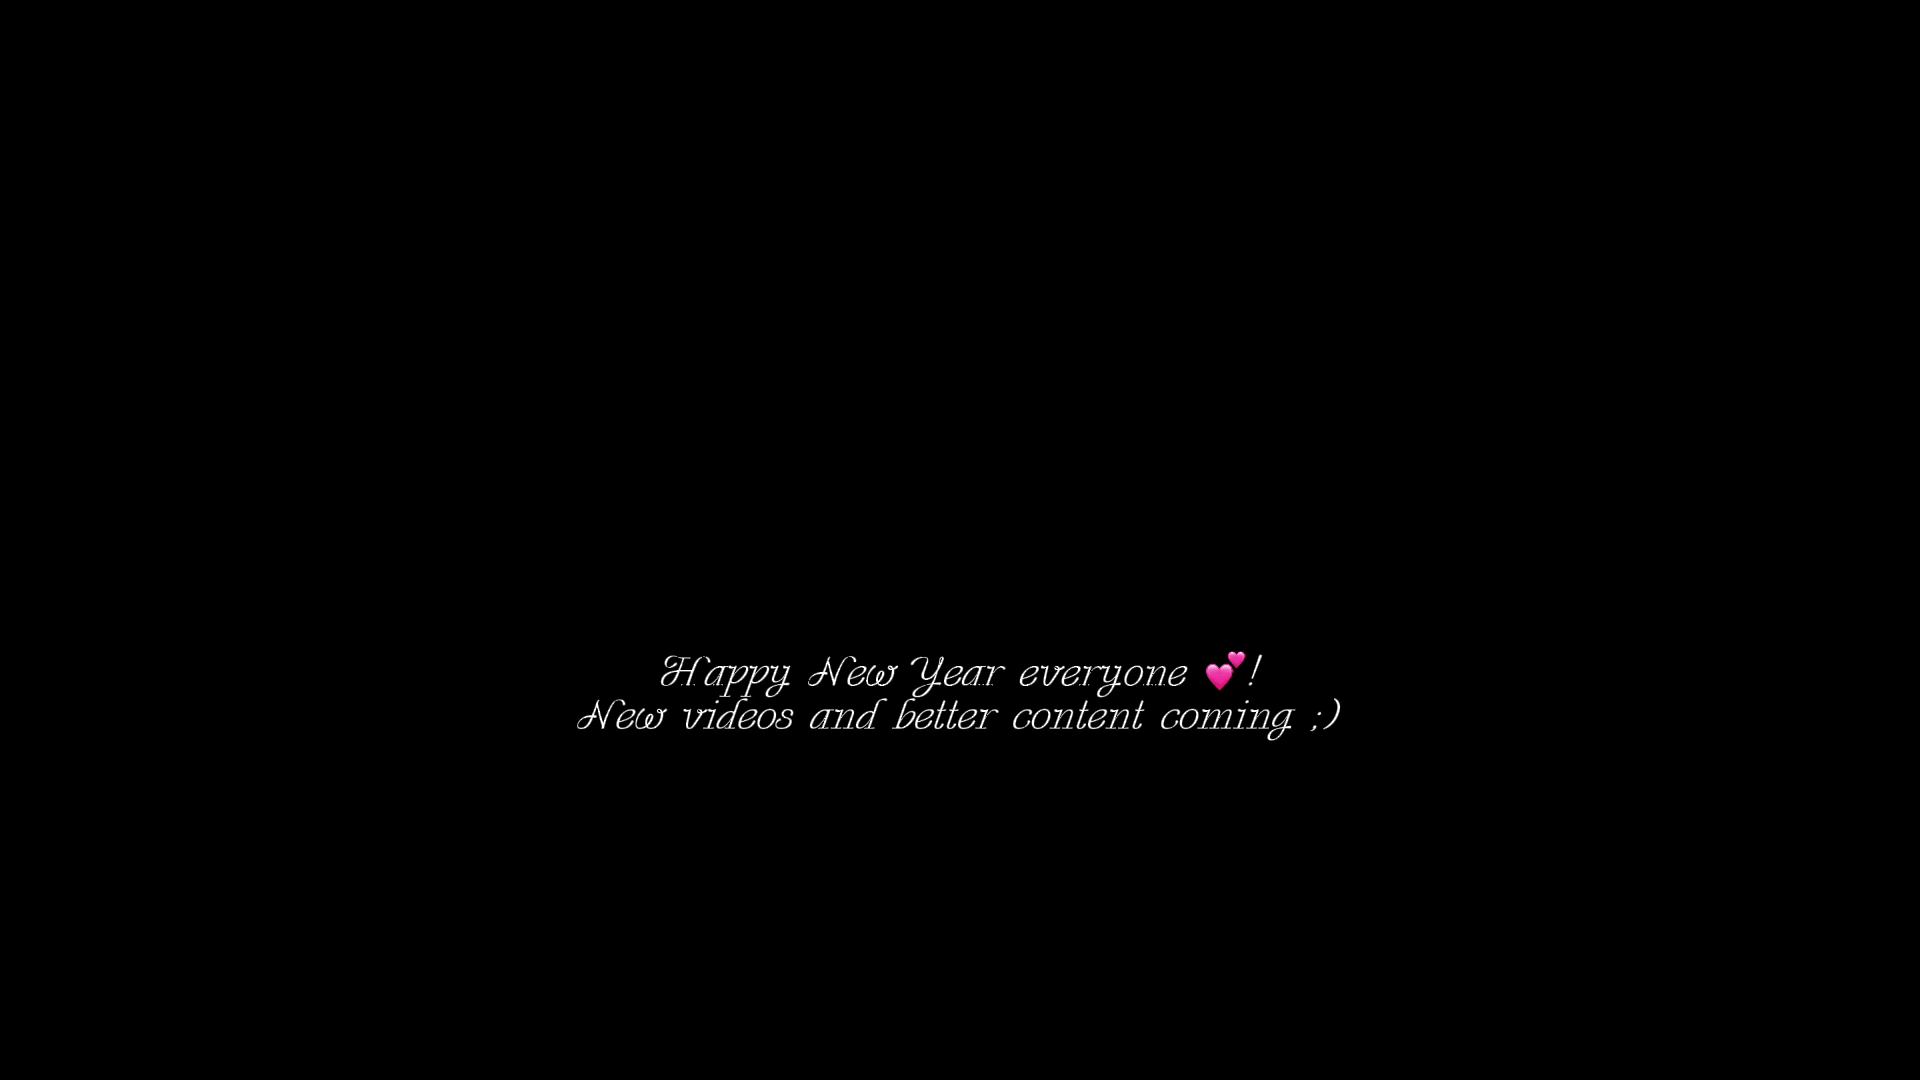 Happy New Year everyone 💕!
New videos and better content coming ;)